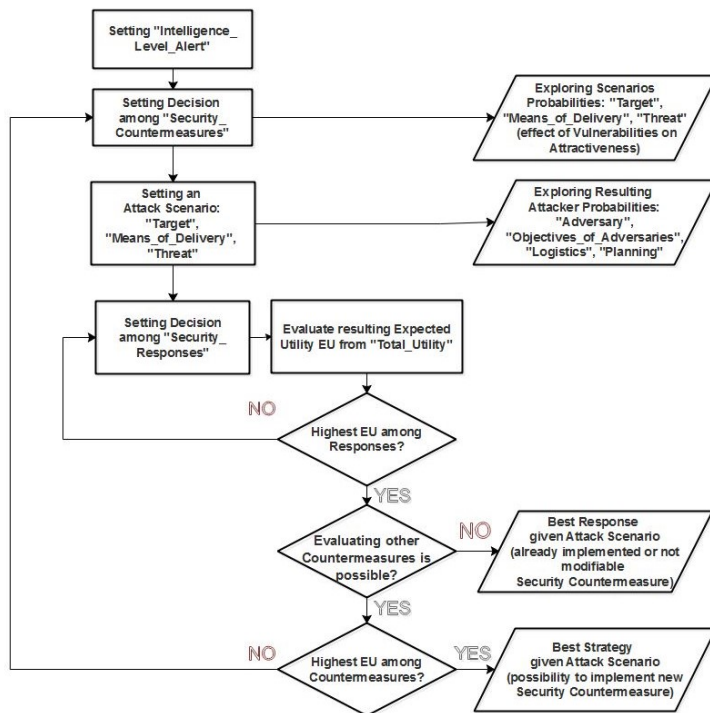 Setting "Intelligence_
Level_Alert"
Setting Decision
among "Security_
Countermeasures"
Exploring Scenarios
Probabilities: "Target",
"Means_of_Delivery", "Threat"
(effect of Vulnerabilities on
Attractiveness)
Setting an
Attack Scenario:
"Target",
"Means_of_Delivery",
"Threat"
Exploring Resulting
Attacker Probabilities:
"Adversary",
"Objectives_of_Adversaries",
"Logistics", "Planning"
Setting Decision
among "Security_
Responses"
Evaluate resulting Expected
Utility EU from "Total_Utility"
NO
Highest EU among
Responses?
YES
Evaluating other
Countermeasures is
possible?
NO
Best Response
given Attack Scenario
(already implemented or not
modifiable
Security Countermeasure)
YES
NO
Highest EU among
Countermeasures?
YES
Best Strategy
given Attack Scenario
(possibility to implement new
Security Countermeasure)